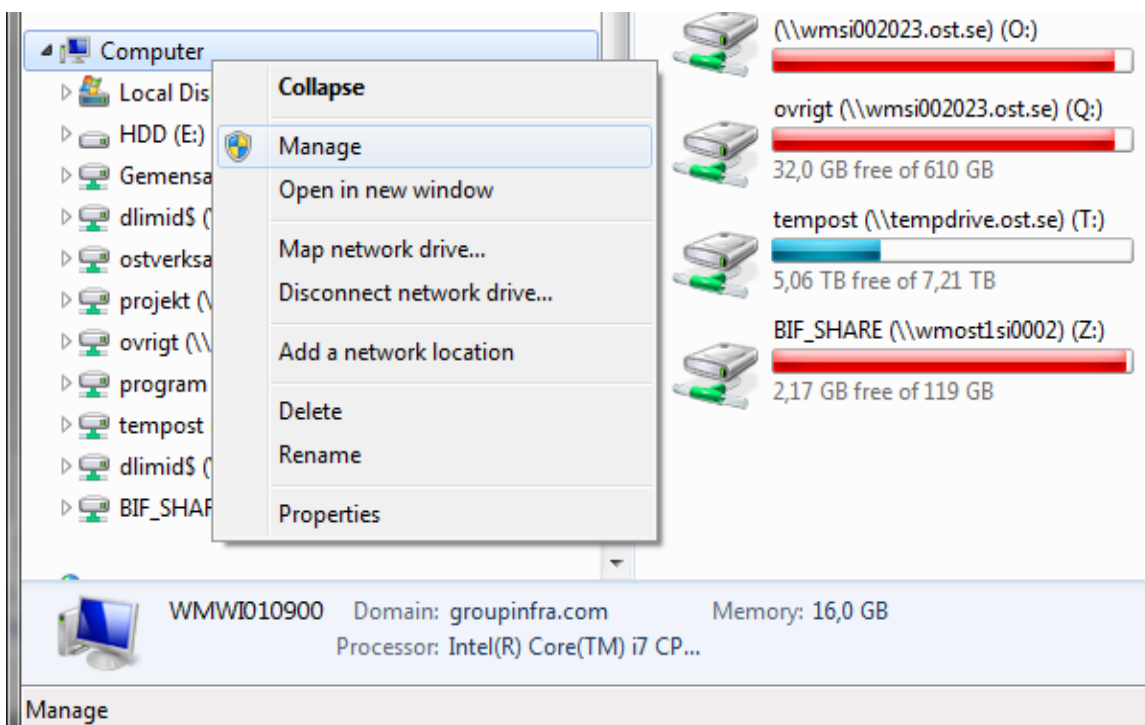 Computer
Local Dis
HDD (E:)
Gemensa
dlimid$ (
ostverksa
projekt (\
ovrigt (\\
program
tempost
dlimid$ (
BIF_SHAR
Collapse
Manage
Open in new window
Map network drive...
Disconnect network drive...
Add a network location
Delete
Rename
Properties
(\\wmsi002023.ost.se) (O:)
ovrigt (\\wmsi002023.ost.se) (Q:)
32,0 GB free of 610 GB
tempost (\\tempdrive.ost.se) (T:)
5,06 TB free of 7,21 TB
BIF_SHARE (\\wmost1si0002) (Z:)
2,17 GB free of 119 GB
WMWI010900 Domain: groupinfra.com Memory: 16,0 GB
Processor: Intel(R) Core(TM) i7 CP...
Manage